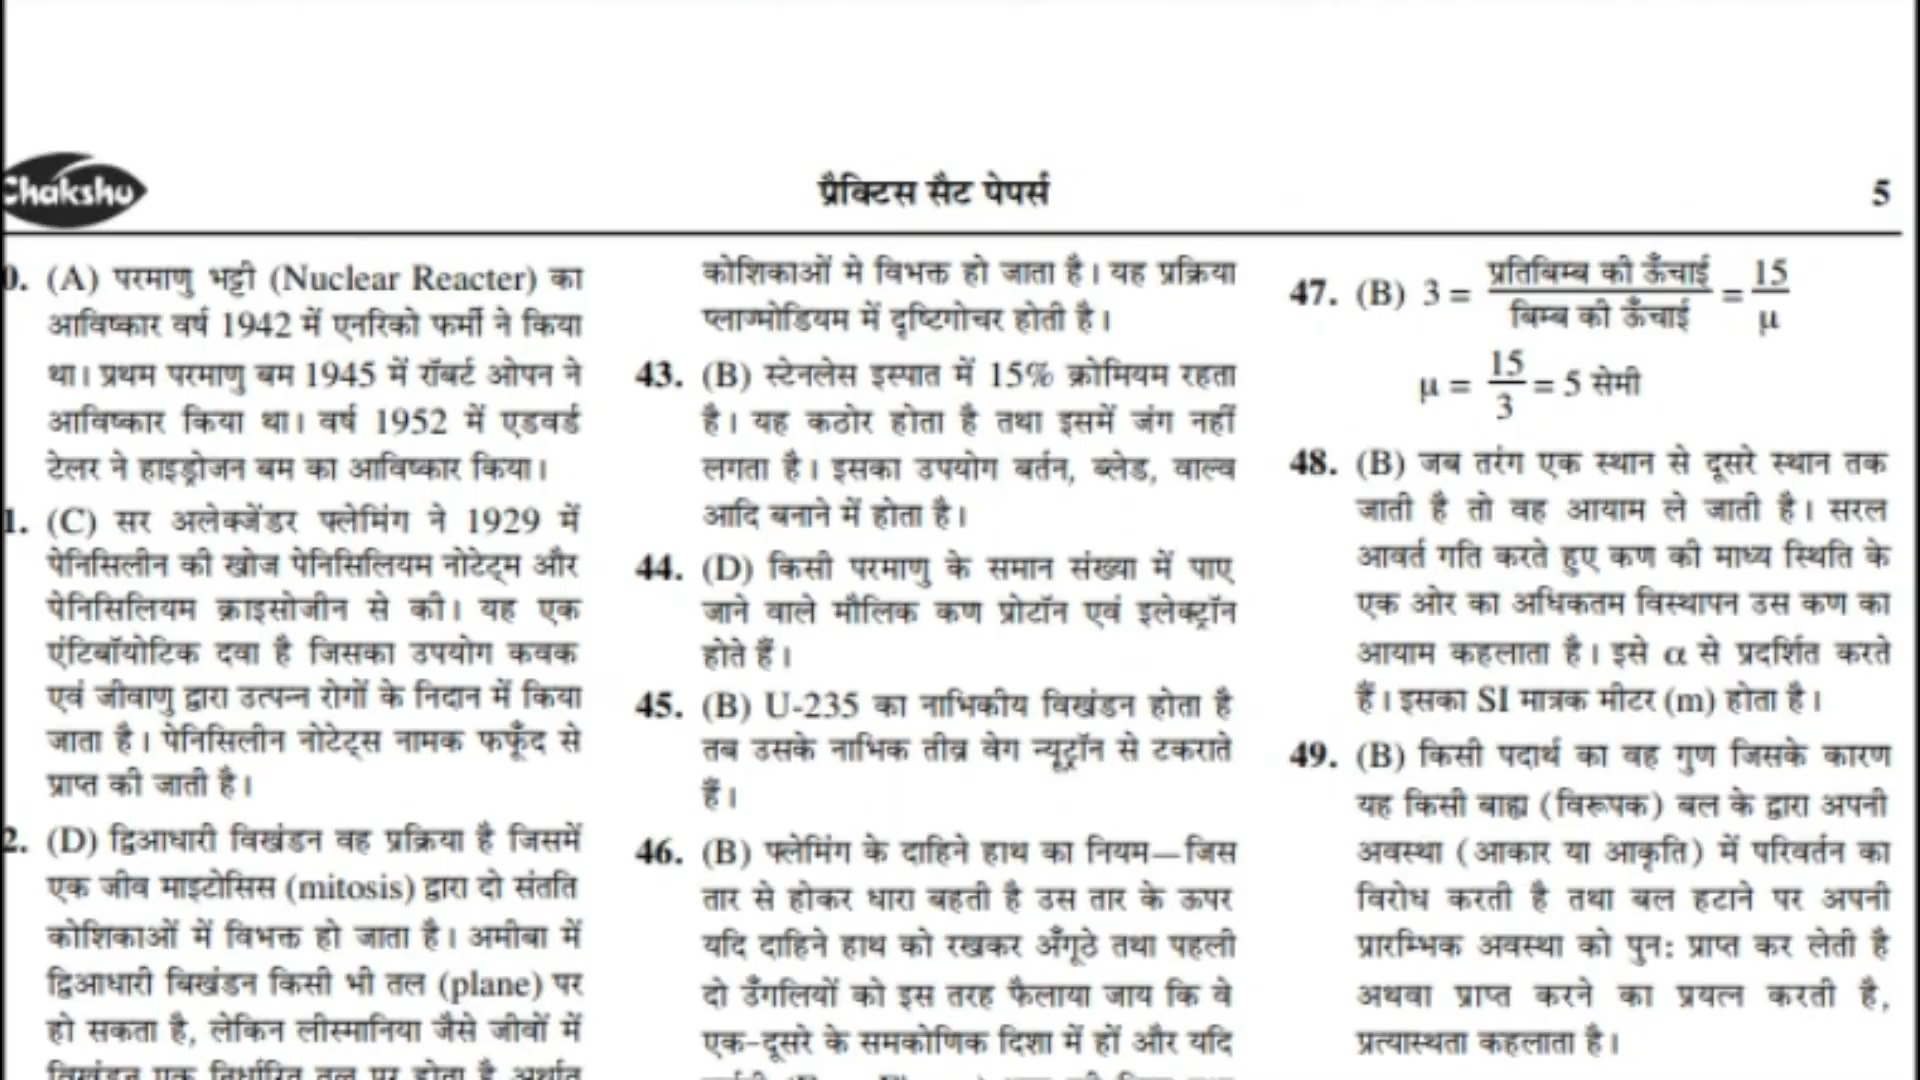 Chakshu
प्रैक्टिस सैट पेपर्स
5
0. (A) परमाणु भट्टी (Nuclear Reacter) का
आविष्कार वर्ष 1942 में एनरिको फर्मी ने किया
था। प्रथम परमाणु बम 1945 में रॉबर्ट ओपन ने
आविष्कार किया था। वर्ष 1952 में एडवर्ड
टेलर ने हाइड्रोजन बम का आविष्कार किया।
1. (C) सर अलेक्जेंडर फ्लेमिंग ने 1929 में
पेनिसिलीन की खोज पेनिसिलियम नोटेट्म और
पेनिसिलियम क्राइसोजीन से की। यह एक
एंटिबॉयोटिक दवा है जिसका उपयोग कवक
एवं जीवाणु द्वारा उत्पन्न रोगों के निदान में किया
जाता है। पेनिसिलीन नोटेट्स नामक फफूँद से
प्राप्त की जाती है।
2. (D) द्विआधारी विखंडन वह प्रक्रिया है जिसमें
एक जीव माइटोसिस (mitosis) द्वारा दो संतति
कोशिकाओं में विभक्त हो जाता है। अमीबा में
द्विआधारी विखंडन किसी भी तल (plane) पर
हो सकता है, लेकिन लीस्मानिया जैसे जीवों में
विखंडन एक निर्धारित तल पर होता है अर्थात
कोशिकाओं मे विभक्त हो जाता है। यह प्रक्रिया
प्लाज्मोडियम में दृष्टिगोचर होती है।
43. (B) स्टेनलेस इस्पात में 15% क्रोमियम रहता
है। यह कठोर होता है तथा इसमें जंग नहीं
लगता है। इसका उपयोग बर्तन, ब्लेड, वाल्व
आदि बनाने में होता है।
44. (D) किसी परमाणु के समान संख्या में पाए
जाने वाले मौलिक कण प्रोटॉन एवं इलेक्ट्रॉन
होते हैं।
45. (B) U-235 का नाभिकीय विखंडन होता है
तब उसके नाभिक तीव्र वेग न्यूट्रॉन से टकराते
हैं।
46. (B) फ्लेमिंग के दाहिने हाथ का नियम—जिस
तार से होकर धारा बहती है उस तार के ऊपर
यदि दाहिने हाथ को रखकर अँगूठे तथा पहली
दो उँगलियों को इस तरह फैलाया जाय कि वे
एक-दूसरे के समकोणिक दिशा में हों और यदि
47. (B) 3 = प्रतिबिम्ब की ऊँचाई / बिम्ब की ऊँचाई = 15 / μ
μ = 15 / 3 = 5 सेमी
48. (B) जब तरंग एक स्थान से दूसरे स्थान तक
जाती है तो वह आयाम ले जाती है। सरल
आवर्त गति करते हुए कण की माध्य स्थिति के
एक ओर का अधिकतम विस्थापन उस कण का
आयाम कहलाता है। इसे α से प्रदर्शित करते
हैं। इसका SI मात्रक मीटर (m) होता है।
49. (B) किसी पदार्थ का वह गुण जिसके कारण
यह किसी बाह्य (विरूपक) बल के द्वारा अपनी
अवस्था (आकार या आकृति) में परिवर्तन का
विरोध करती है तथा बल हटाने पर अपनी
प्रारम्भिक अवस्था को पुन: प्राप्त कर लेती है
अथवा प्राप्त करने का प्रयत्न करती है,
प्रत्यास्थता कहलाता है।